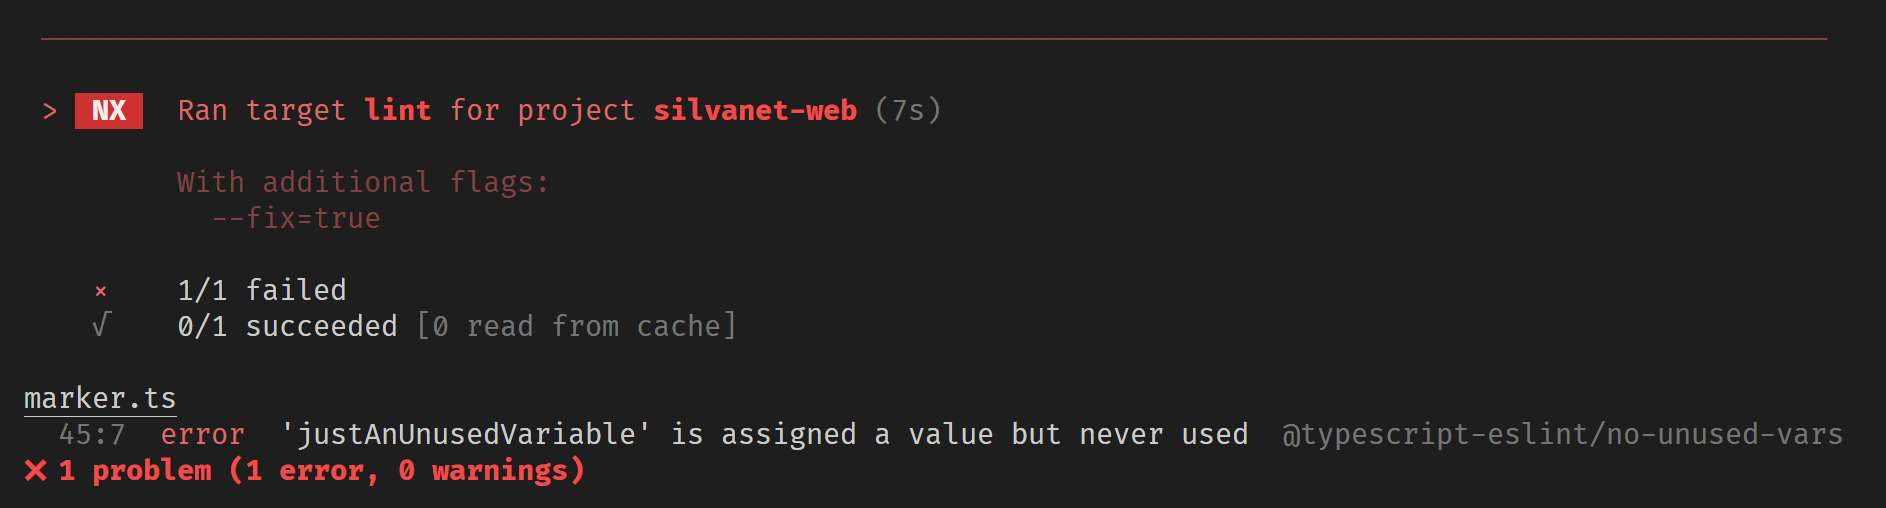 > NX Ran target lint for project silvanet-web (7s)
With additional flags:
--fix=true
× 1/1 failed
√ 0/1 succeeded [0 read from cache]
marker.ts
45:7 error 'justAnUnusedVariable' is assigned a value but never used @typescript-eslint/no-unused-vars
❌ 1 problem (1 error, 0 warnings)